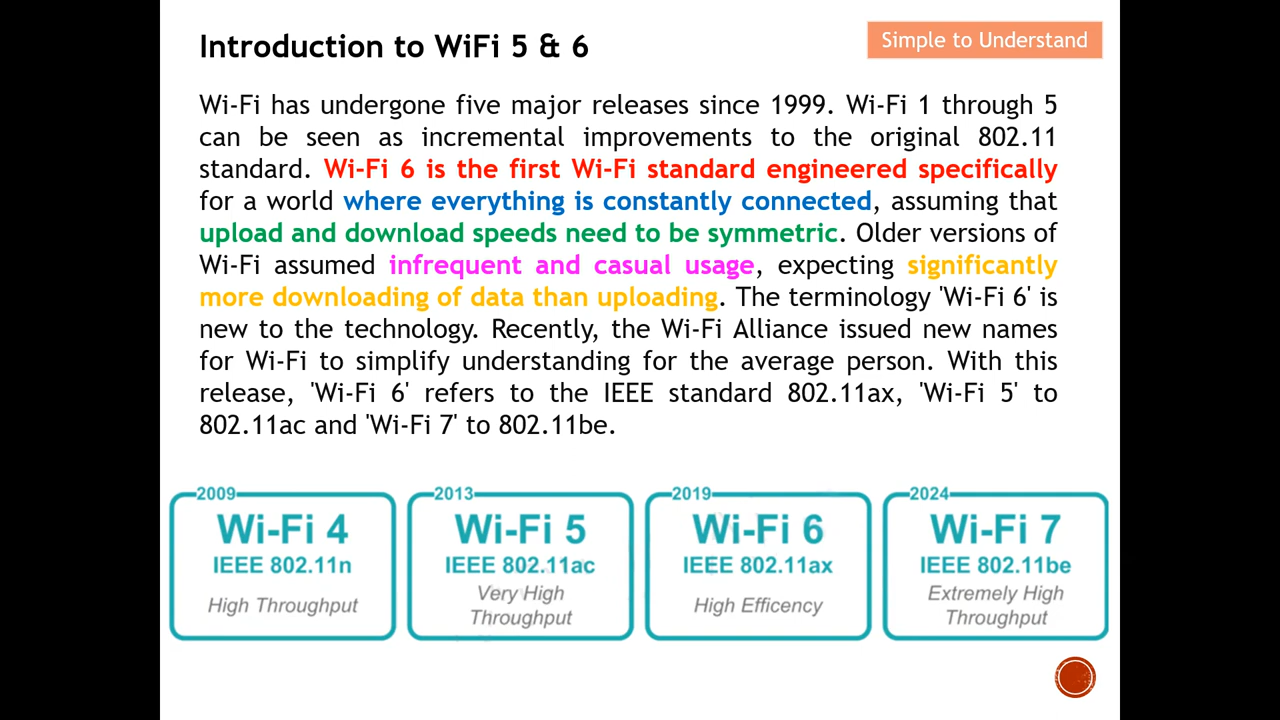 Introduction to WiFi 5 & 6
Simple to Understand
Wi-Fi has undergone five major releases since 1999. Wi-Fi 1 through 5
can be seen as incremental improvements to the original 802.11
standard. Wi-Fi 6 is the first Wi-Fi standard engineered specifically
for a world where everything is constantly connected, assuming that
upload and download speeds need to be symmetric. Older versions of
Wi-Fi assumed infrequent and casual usage, expecting significantly
more downloading of data than uploading. The terminology 'Wi-Fi 6' is
new to the technology. Recently, the Wi-Fi Alliance issued new names
for Wi-Fi to simplify understanding for the average person. With this
release, 'Wi-Fi 6' refers to the IEEE standard 802.11ax, 'Wi-Fi 5' to
802.11ac and 'Wi-Fi 7' to 802.11be.
2009
Wi-Fi 4
IEEE 802.11n
High Throughput
2013
Wi-Fi 5
IEEE 802.11ac
Very High
Throughput
2019
Wi-Fi 6
IEEE 802.11ax
High Efficency
2024
Wi-Fi 7
IEEE 802.11be
Extremely High
Throughput